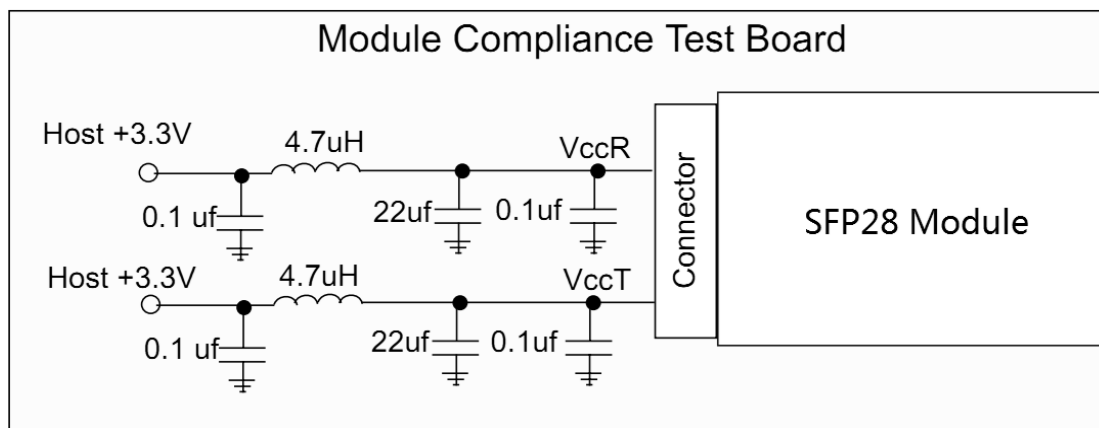 Module Compliance Test Board
Host +3.3V
4.7uH
VccR
0.1 uf
22uf
0.1uf
Connector
SFP28 Module
Host +3.3V
4.7uH
VccT
0.1 uf
22uf
0.1uf